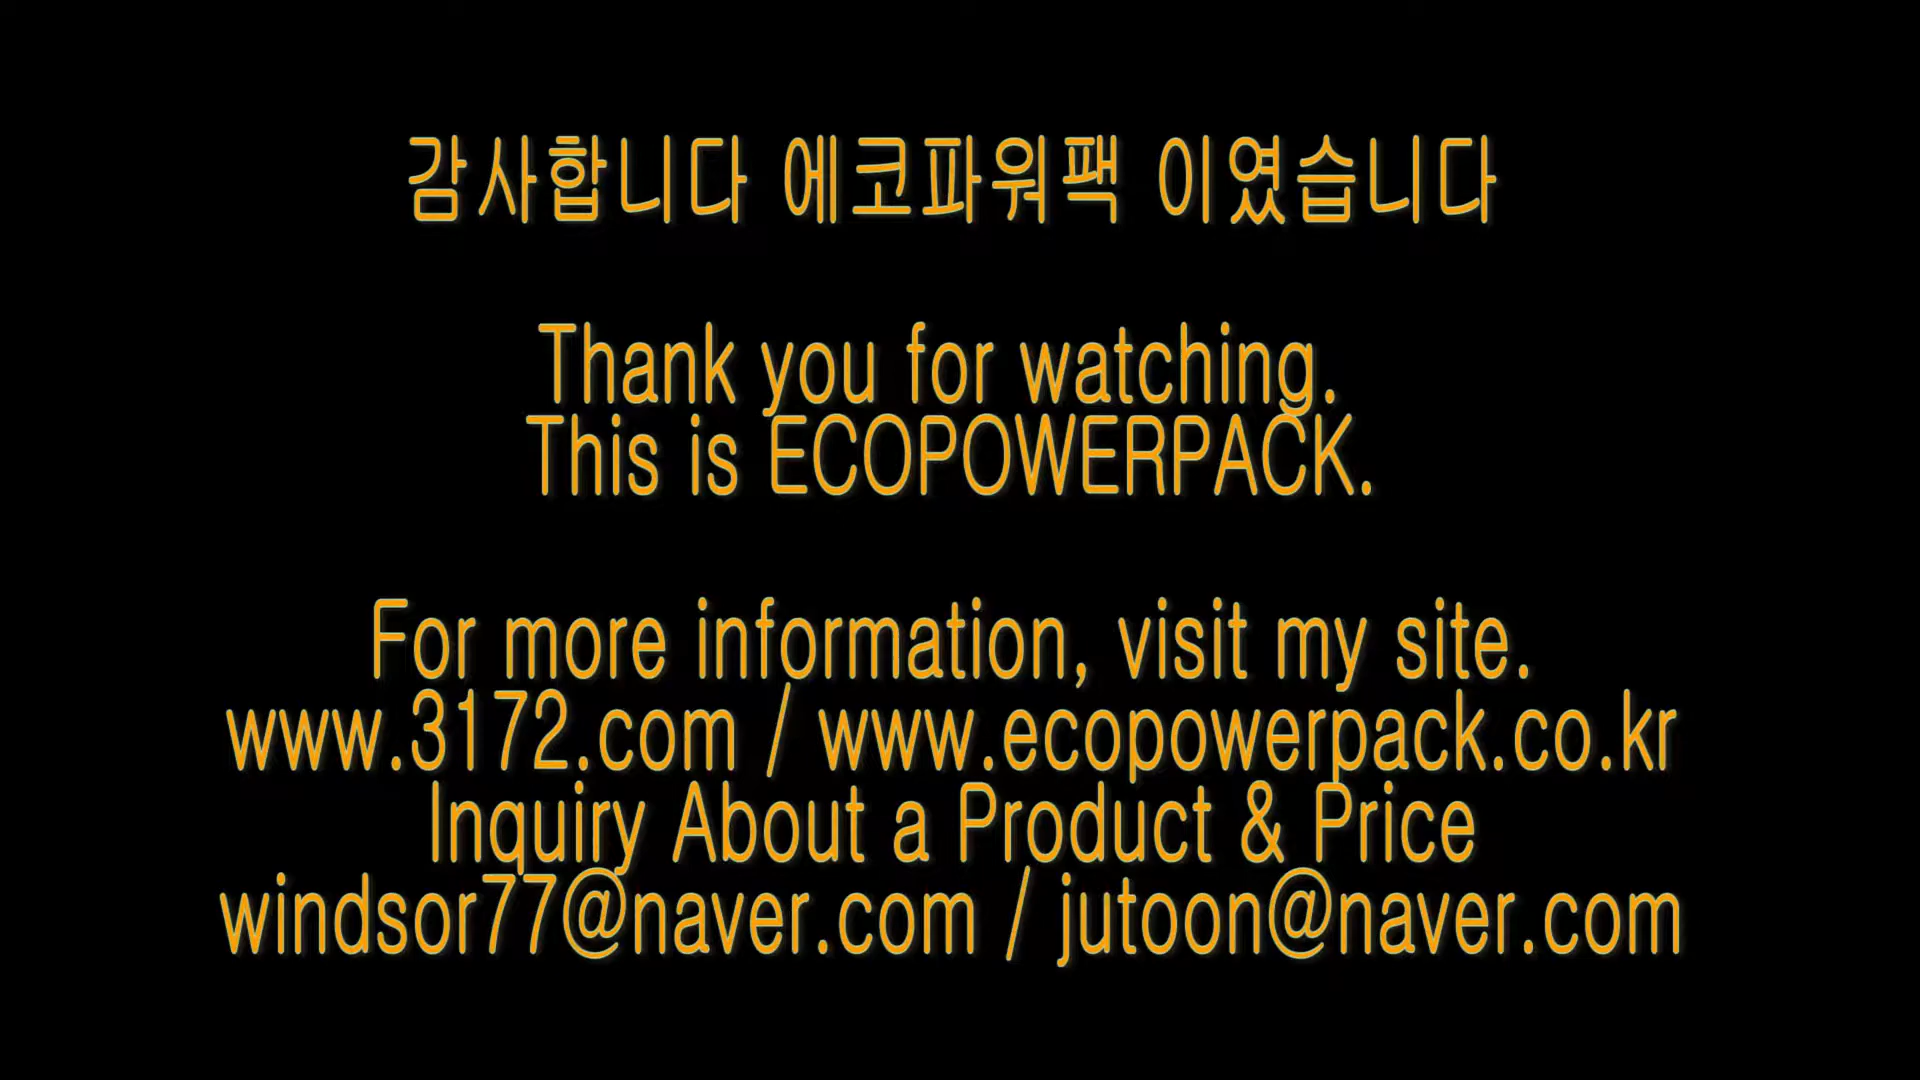 감사합니다 에코파워팩 이였습니다
Thank you for watching.
This is ECOPOWERPACK.
For more information, visit my site.
www.3172.com / www.ecopowerpack.co.kr
Inquiry About a Product & Price
windsor77@naver.com / jutoon@naver.com